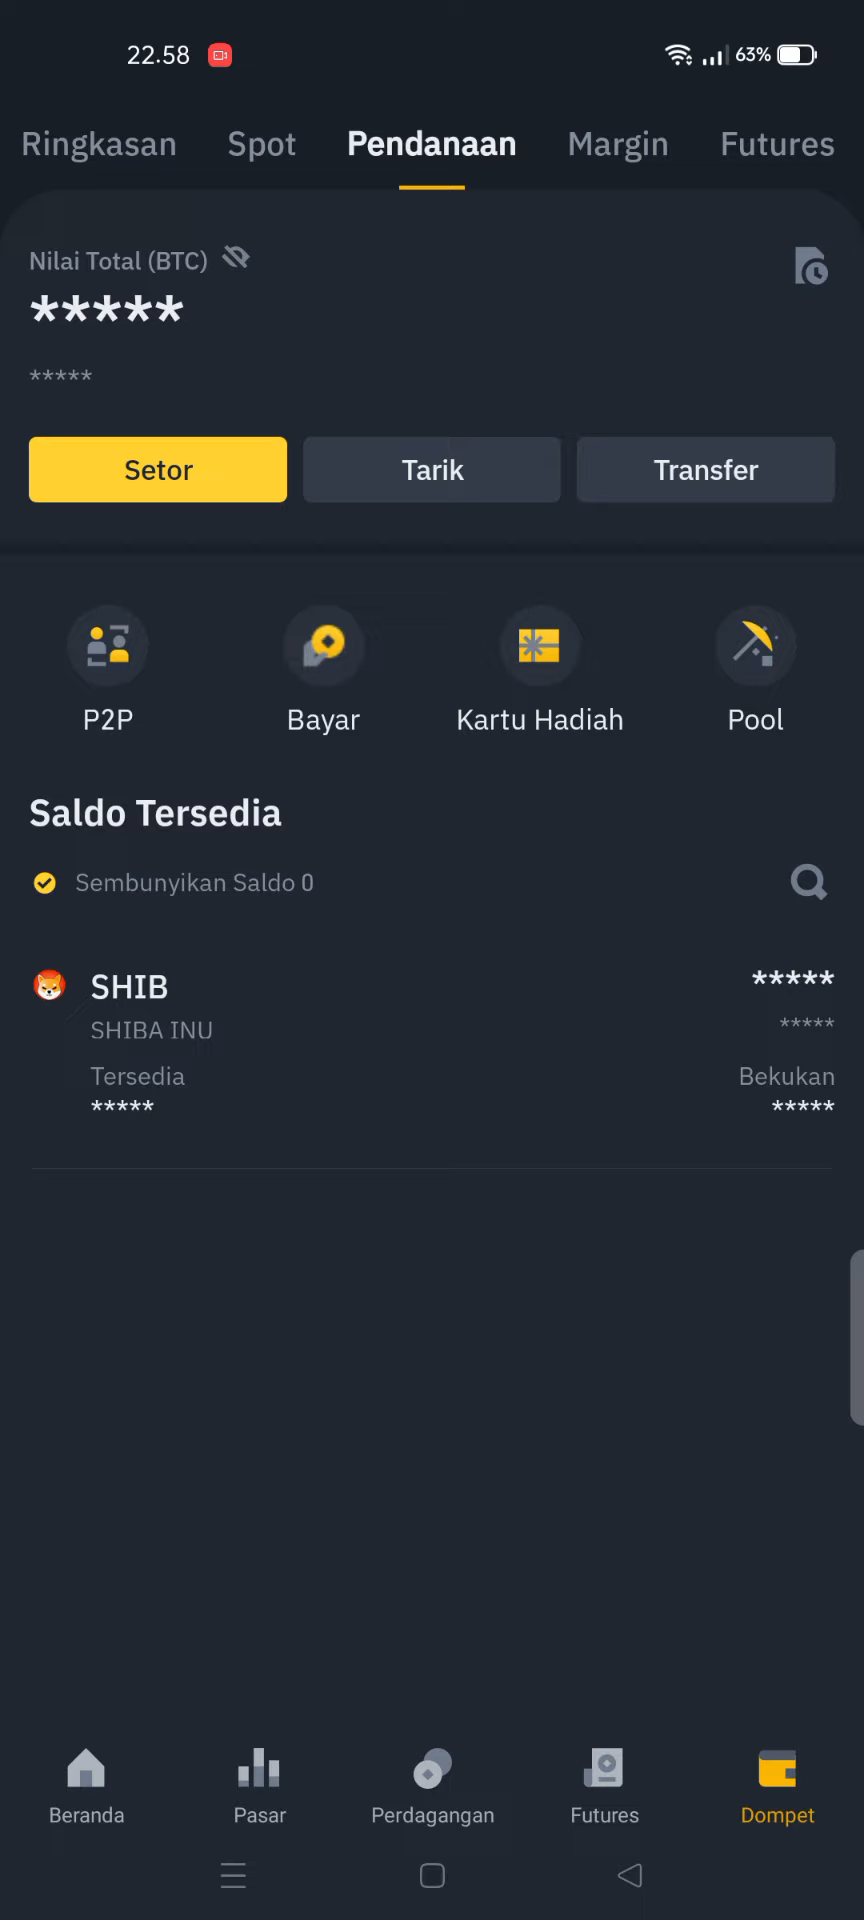 22.58
63%
Ringkasan Spot Pendanaan Margin Futures
Nilai Total (BTC)
*****
*****
Setor Tarik Transfer
P2P Bayar Kartu Hadiah Pool
Saldo Tersedia
Sembunyikan Saldo 0
SHIB *****
SHIBA INU *****
Tersedia Bekukan
***** *****
Beranda Pasar Perdagangan Futures Dompet